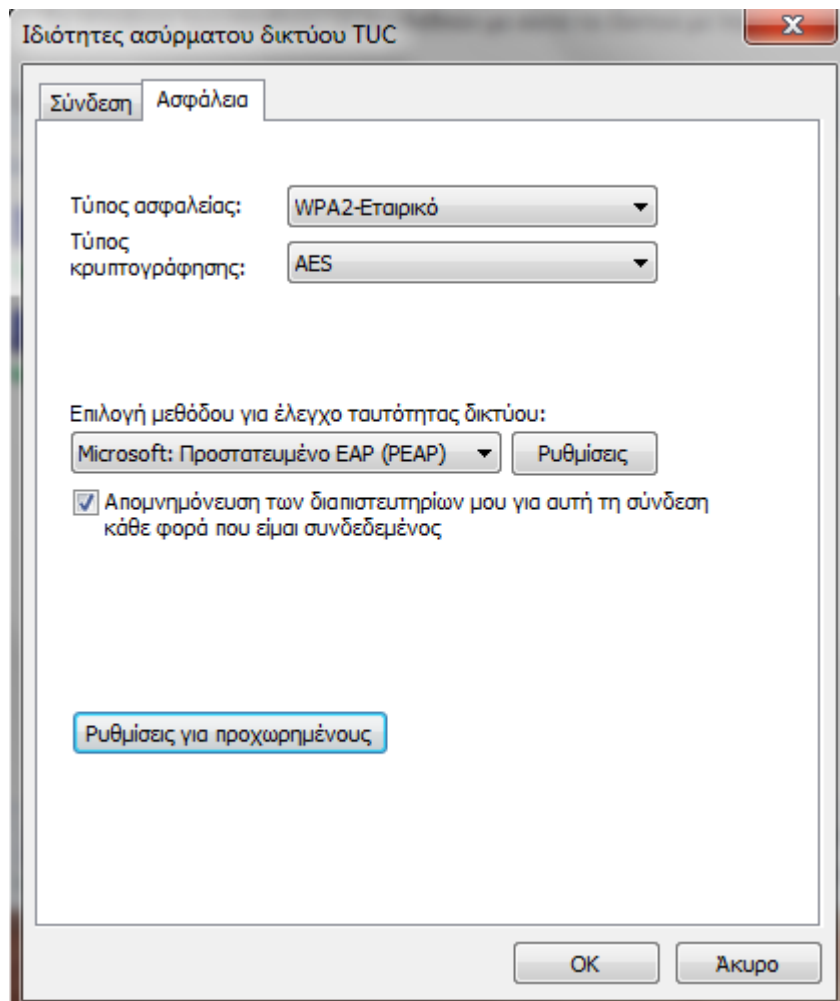 Ιδιότητες ασύρματου δικτύου TUC
Σύνδεση Ασφάλεια
Τύπος ασφαλείας: WPA2-Εταιρικό
Τύπος
κρυπτογράφησης: AES
Επιλογή μεθόδου για έλεγχο ταυτότητας δικτύου:
Microsoft: Προστατευμένο EAP (PEAP) Ρυθμίσεις
Απομνημόνευση των διαπιστευτηρίων μου για αυτή τη σύνδεση
κάθε φορά που είμαι συνδεδεμένος
Ρυθμίσεις για προχωρημένους
OK Άκυρο